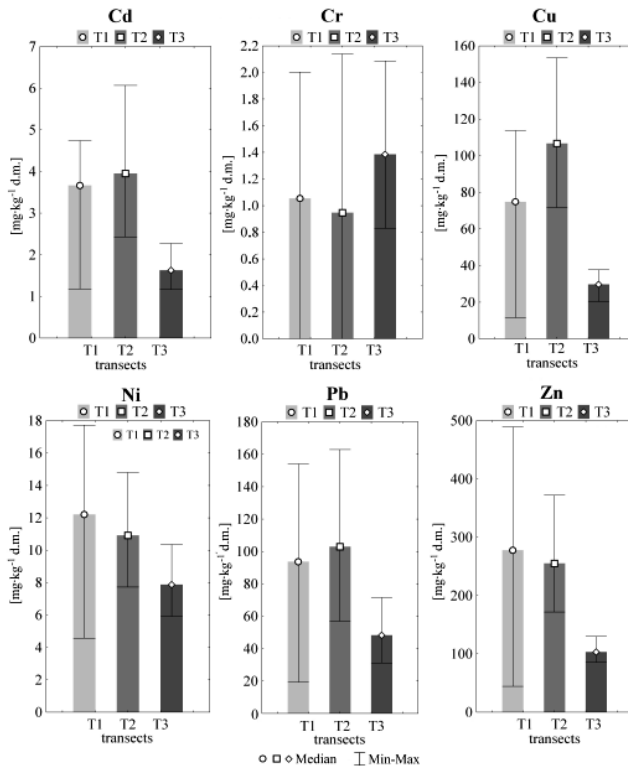 Cd Cr Cu
T1 T2 T3 T1 T2 T3 T1 T2 T3
[mg·kg-1 d.m.]
7
6
5
4
3
2
1
0
T1 T2 T3
transects
[mg·kg-1 d.m.]
2.2
2.0
1.8
1.6
1.4
1.2
1.0
0.8
0.6
0.4
0.2
0.0
T1 T2 T3
transects
[mg·kg-1 d.m.]
160
140
120
100
80
60
40
20
0
T1 T2 T3
transects
Ni Pb Zn
T1 T2 T3 T1 T2 T3 T1 T2 T3
T1 T2 T3
[mg·kg-1 d.m.]
18
16
14
12
10
8
6
4
2
0
T1 T2 T3
transects
[mg·kg-1 d.m.]
180
160
140
120
100
80
60
40
20
0
T1 T2 T3
transects
[mg·kg-1 d.m.]
500
400
300
200
100
0
T1 T2 T3
transects
Median Min-Max